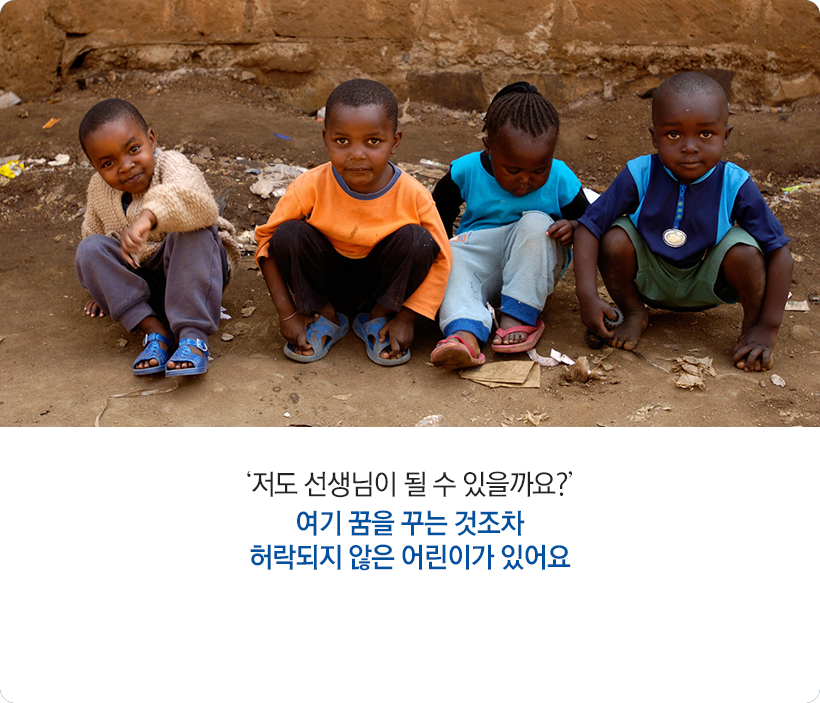 ‘저도 선생님이 될 수 있을까요?’
여기 꿈을 꾸는 것조차
허락되지 않은 어린이가 있어요